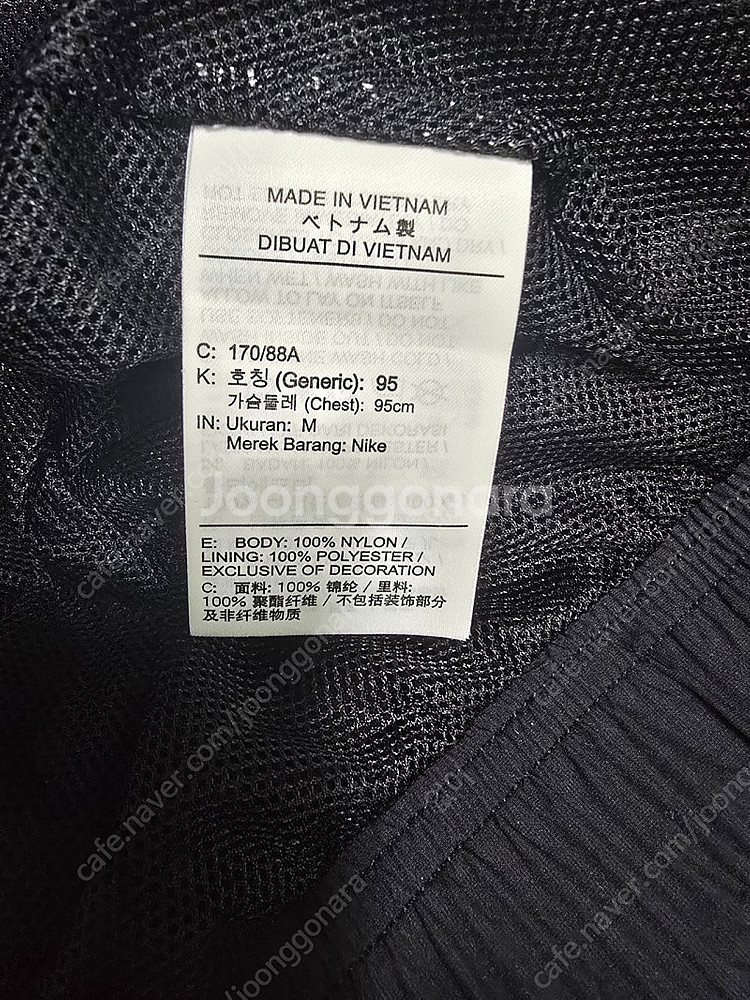 MADE IN VIETNAM
ベトナム製
DIBUAT DI VIETNAM
C: 170/88A
K: 호칭 (Generic): 95
가슴둘레 (Chest): 95cm
IN: Ukuran: M
Merek Barang: Nike
Joonggonara
E: BODY: 100% NYLON /
LINING: 100% POLYESTER /
EXCLUSIVE OF DECORATION
C: 面料: 100% 锦纶 / 里料:
100% 聚酯纤维 / 不包括装饰部分
及非纤维物质
cafe.naver.com/joonggonara